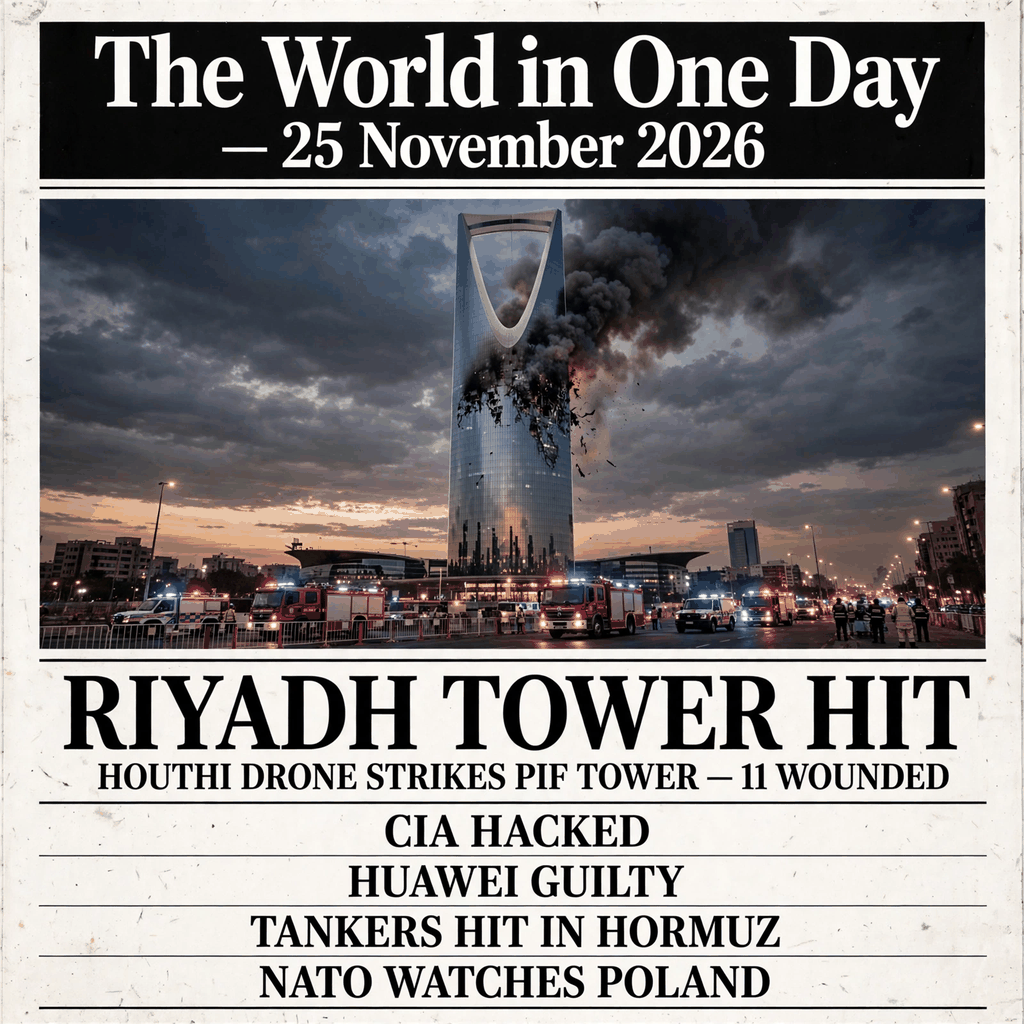 The World in One Day
— 25 November 2026
RIYADH TOWER HIT
HOUTHI DRONE STRIKES PIF TOWER — 11 WOUNDED
CIA HACKED
HUAWEI GUILTY
TANKERS HIT IN HORMUZ
NATO WATCHES POLAND